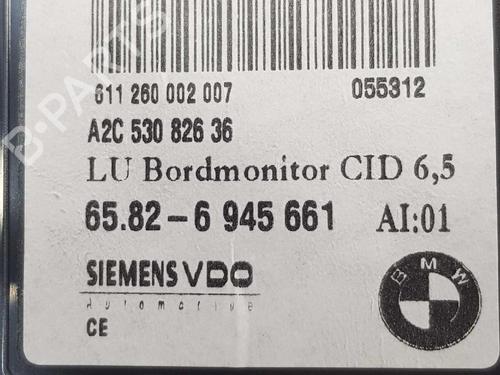 611 260 002 007 055312
A2C 530 826 36
LU Bordmonitor CID 6,5
65.82-6 945 661 AI:01
SIEMENS VDO
Automotive
CE
BMW
B-PARTS